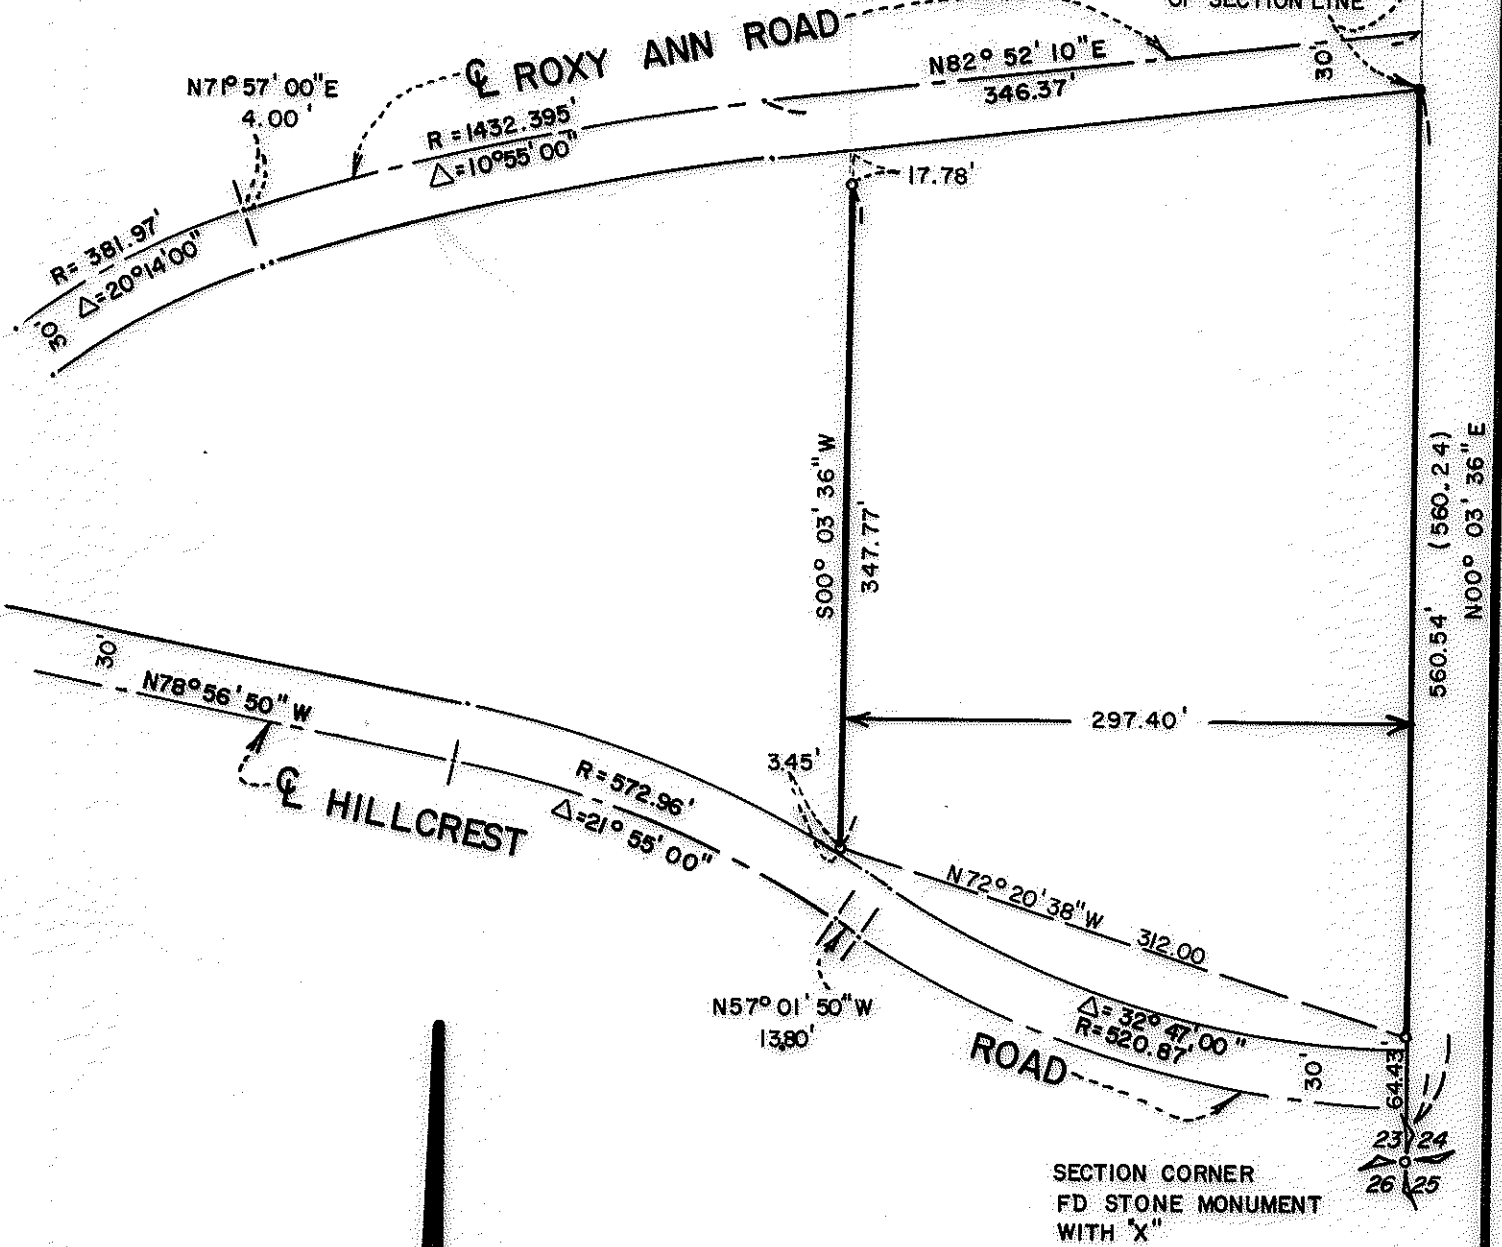 OF SECTION LINE
℄ ROXY ANN ROAD
N71° 57' 00"E
4.00'
N82° 52' 10"E
346.37'
30'
R = 1432.395'
△=10°55'00"
17.78'
R= 381.97'
△=20°14'00"
30'
S00° 03' 36" W
347.77'
560.54' (560.24)
N00° 03' 36" E
30'
N78°56'50" W
℄ HILLCREST
297.40'
3.45'
R = 572.96'
△=21° 55' 00"
N72°20'38"W 312.00
N57° 01' 50" W
13.80'
△= 32° 47'00"
R=520.87'
30'
64.43
ROAD
23 24
26 25
SECTION CORNER
FD STONE MONUMENT
WITH "X"